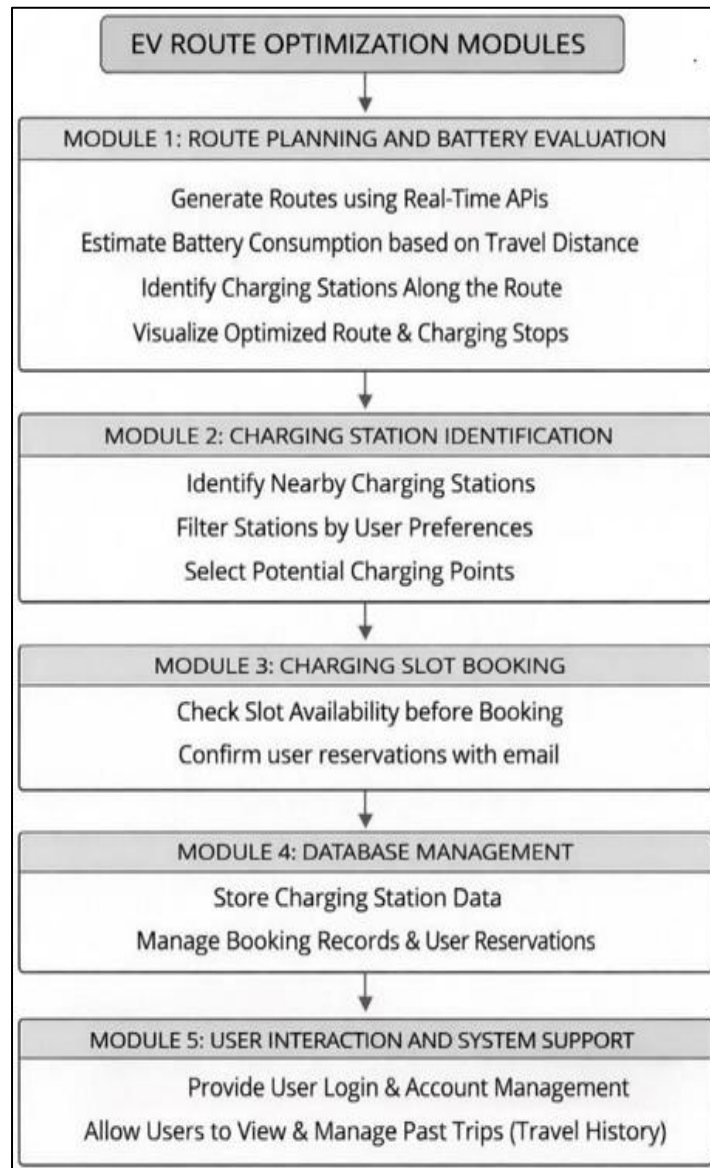 EV ROUTE OPTIMIZATION MODULES
MODULE 1: ROUTE PLANNING AND BATTERY EVALUATION
Generate Routes using Real-Time APIs
Estimate Battery Consumption based on Travel Distance
Identify Charging Stations Along the Route
Visualize Optimized Route & Charging Stops
MODULE 2: CHARGING STATION IDENTIFICATION
Identify Nearby Charging Stations
Filter Stations by User Preferences
Select Potential Charging Points
MODULE 3: CHARGING SLOT BOOKING
Check Slot Availability before Booking
Confirm user reservations with email
MODULE 4: DATABASE MANAGEMENT
Store Charging Station Data
Manage Booking Records & User Reservations
MODULE 5: USER INTERACTION AND SYSTEM SUPPORT
Provide User Login & Account Management
Allow Users to View & Manage Past Trips (Travel History)